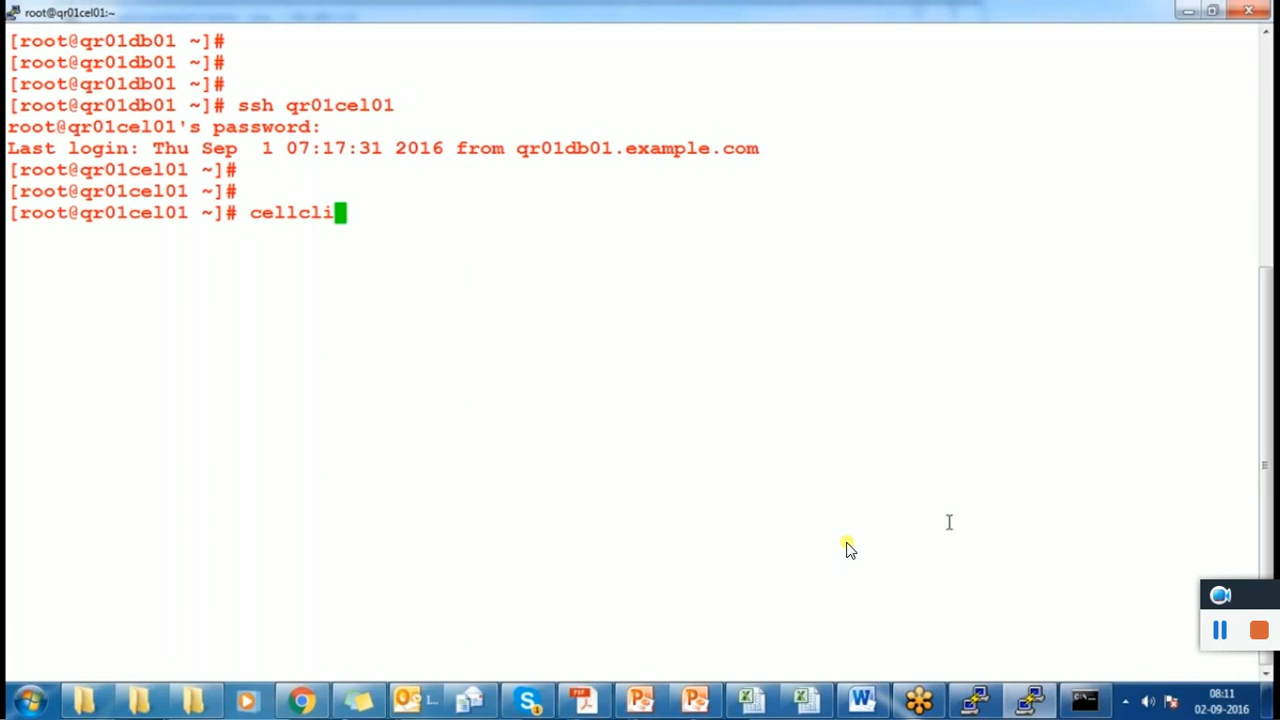 root@qr01cel01:~
[root@qr01db01 ~]#
[root@qr01db01 ~]#
[root@qr01db01 ~]#
[root@qr01db01 ~]# ssh qr01cel01
root@qr01cel01's password:
Last login: Thu Sep  1 07:17:31 2016 from qr01db01.example.com
[root@qr01cel01 ~]#
[root@qr01cel01 ~]#
[root@qr01cel01 ~]# cellcli
08:11
02-09-2016